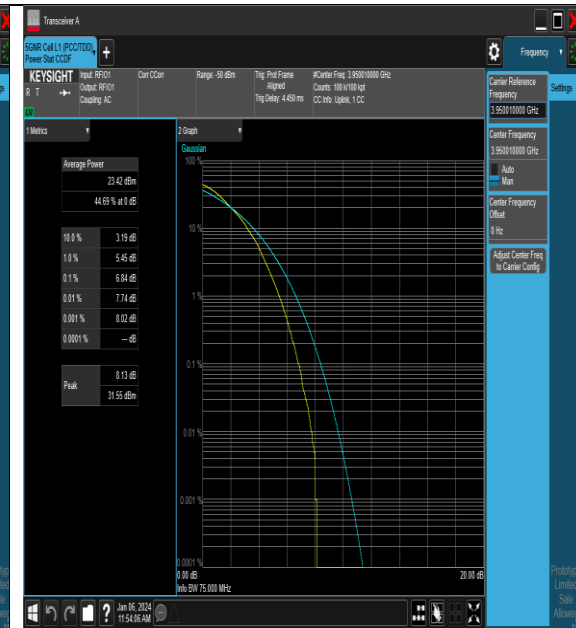 Transceiver A
5GNR Cell L1 (PCC/TDD),
Power Stat CCDF
+
Frequency
KEYSIGHT
R T
LV
Input: RFIO1
Output: RFIO1
Coupling: AC
Corr CCorr
Range: -50 dBm
Trig: Prot Frame
Aligned
Trig Delay: 4.450 ms
#Center Freq: 3.950010000 GHz
Counts: 100 k/100 kpt
CC Info: Uplink, 1 CC
Carrier Reference
Frequency
3.950010000 GHz
Settings
Center Frequency
3.950010000 GHz
Auto
Man
Center Frequency
Offset
0 Hz
Adjust Center Freq
to Carrier Config
1 Metrics
Average Power
23.42 dBm
44.69 % at 0 dB
10.0 % 3.19 dB
1.0 % 5.45 dB
0.1 % 6.84 dB
0.01 % 7.74 dB
0.001 % 8.02 dB
0.0001 % --- dB
Peak
8.13 dB
31.55 dBm
2 Graph
Gaussian
100 %
10 %
1 %
0.1 %
0.01 %
0.001 %
0.0001 %
0.00 dB 20.00 dB
Info BW 75.000 MHz
?
Jan 06, 2024
11:54:06 AM